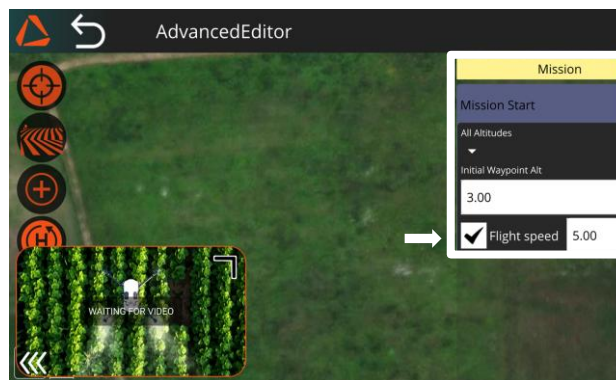 AdvancedEditor
Mission
Mission Start
All Altitudes
Initial Waypoint Alt
3.00
Flight speed 5.00
H
WAITING FOR VIDEO